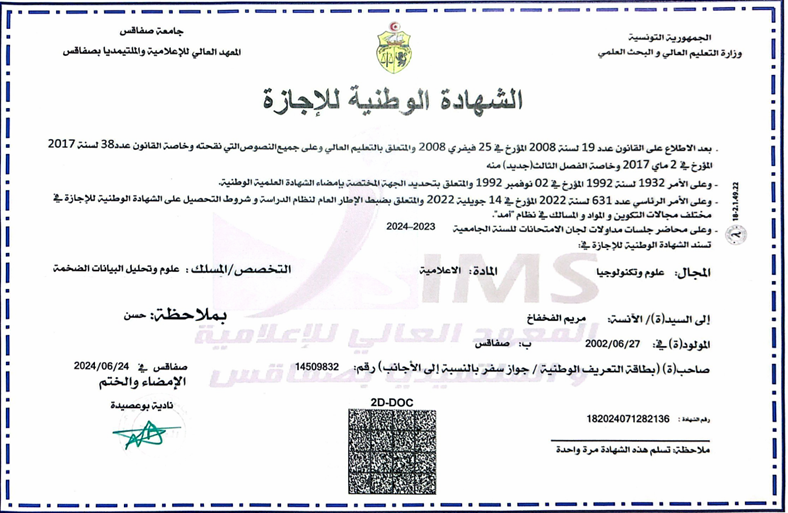 الجمهورية التونسية
وزارة التعليم العالي و البحث العلمي
جامعة صفاقس
المعهد العالي للإعلامية والملتيميديا بصفاقس
الشهادة الوطنية للإجازة
- بعد الاطلاع على القانون عدد 19 لسنة 2008 المؤرخ في 25 فيفري 2008 والمتعلق بالتعليم العالي وعلى جميع النصوص التي نقحته وخاصة القانون عدد 38 لسنة 2017
المؤرخ في 2 ماي 2017 وخاصة الفصل الثالث (جديد) منه
- وعلى الأمر 1932 لسنة 1992 المؤرخ في 02 نوفمبر 1992 والمتعلق بتحديد الجهة المختصة بإمضاء الشهادة العلمية الوطنية.
- وعلى الأمر الرئاسي عدد 631 لسنة 2022 المؤرخ في 14 جويلية 2022 والمتعلق بضبط الإطار العام لنظام الدراسة و شروط التحصيل على الشهادة الوطنية للإجازة في
مختلف مجالات التكوين و المواد و المسالك في نظام "أمد".
- وعلى محاضر جلسات مداولات لجان الامتحانات للسنة الجامعية 2023-2024
تسند الشهادة الوطنية للإجازة في:
المجال: علوم وتكنولوجيا المادة: الاعلامية التخصص/المسلك: علوم وتحليل البيانات الضخمة
إلى السيد(ة)/ الآنسة: مريم الفخفاخ بملاحظة: حسن
المولود(ة) في: 2002/06/27 ب: صفاقس
صاحب(ة) (بطاقة التعريف الوطنية / جواز سفر بالنسبة إلى الأجانب) رقم: 14509832
صفاقس في 2024/06/24
الإمضاء والختم
نادية بوعصيدة
2D-DOC
رقم الشهادة : 182024071282136
ملاحظة: تسلم هذه الشهادة مرة واحدة
18-2.1.49.22
IMS
المعهد العالي للإعلامية
و الملتيميديا بصفاقس